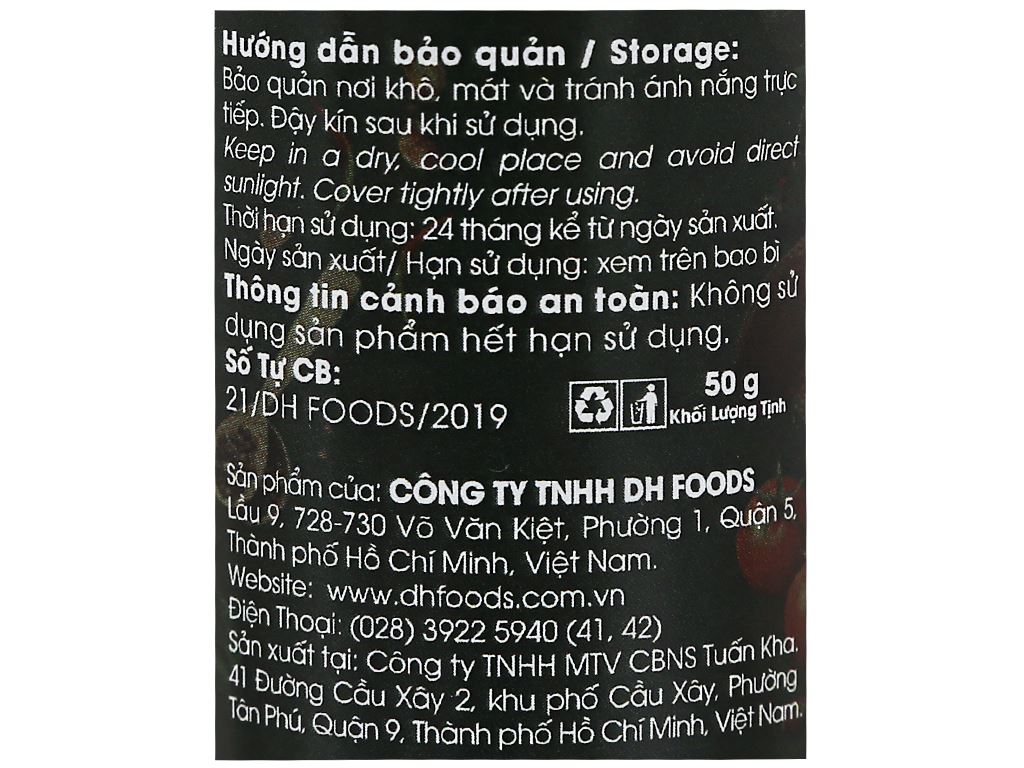 Hướng dẫn bảo quản / Storage:
Bảo quản nơi khô, mát và tránh ánh nắng trực
tiếp. Đậy kín sau khi sử dụng.
Keep in a dry, cool place and avoid direct
sunlight. Cover tightly after using.
Thời hạn sử dụng: 24 tháng kể từ ngày sản xuất.
Ngày sản xuất/ Hạn sử dụng: xem trên bao bì
Thông tin cảnh báo an toàn: Không sử
dụng sản phẩm hết hạn sử dụng.
Số Tự CB:
21/DH FOODS/2019
50 g
Khối Lượng Tịnh
Sản phẩm của: CÔNG TY TNHH DH FOODS
Lầu 9, 728-730 Võ Văn Kiệt, Phường 1, Quận 5,
Thành phố Hồ Chí Minh, Việt Nam.
Website: www.dhfoods.com.vn
Điện Thoại: (028) 3922 5940 (41, 42)
Sản xuất tại: Công ty TNHH MTV CBNS Tuấn Kha.
41 Đường Cầu Xây 2, khu phố Cầu Xây, Phường
Tân Phú, Quận 9, Thành phố Hồ Chí Minh, Việt Nam.